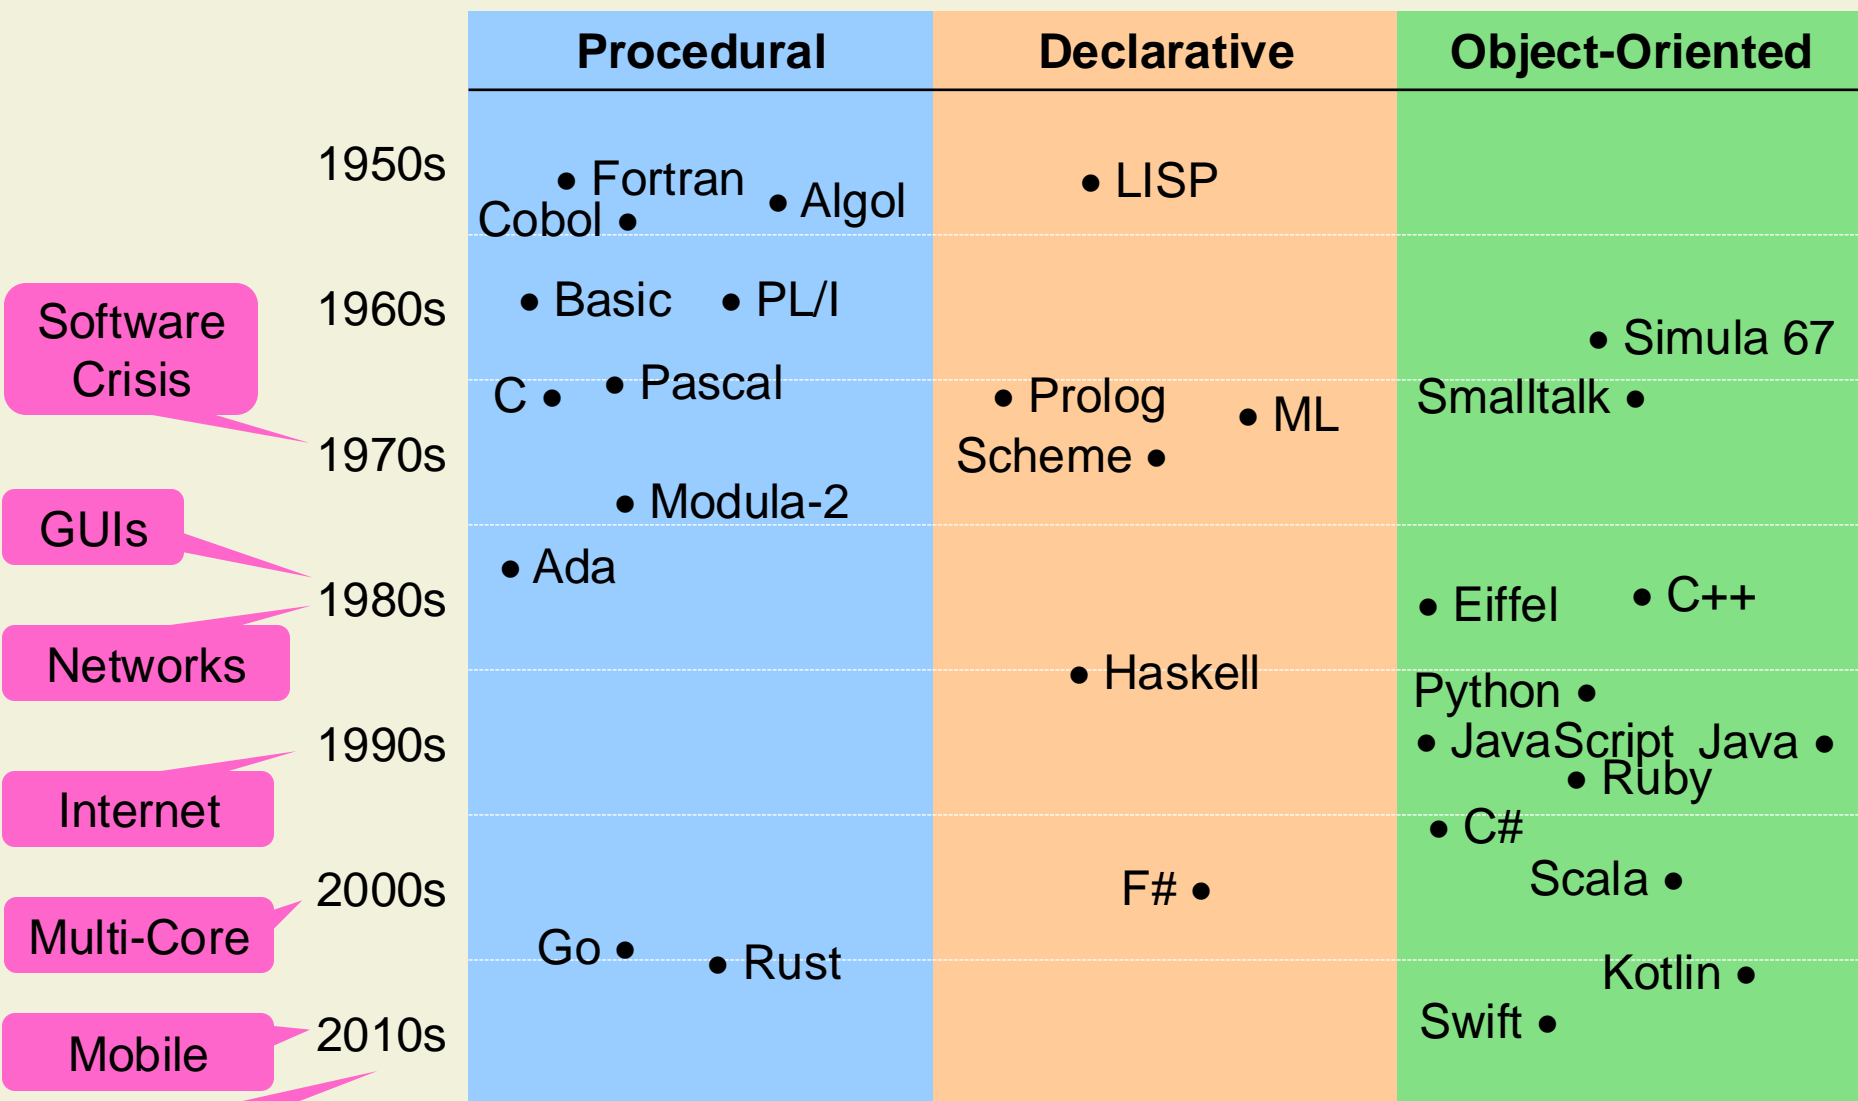 Procedural Declarative Object-Oriented
1950s
Fortran
LISP
Algol
Cobol
Software
Crisis
1960s
Basic PL/I
Simula 67
Pascal
C
Prolog
ML
Smalltalk
1970s
Scheme
Modula-2
GUIs
Ada
1980s
Eiffel
C++
Networks
Haskell
Python
1990s
JavaScript Java
Ruby
Internet
C#
2000s
F#
Scala
Multi-Core
Go
Rust
Kotlin
2010s
Swift
Mobile